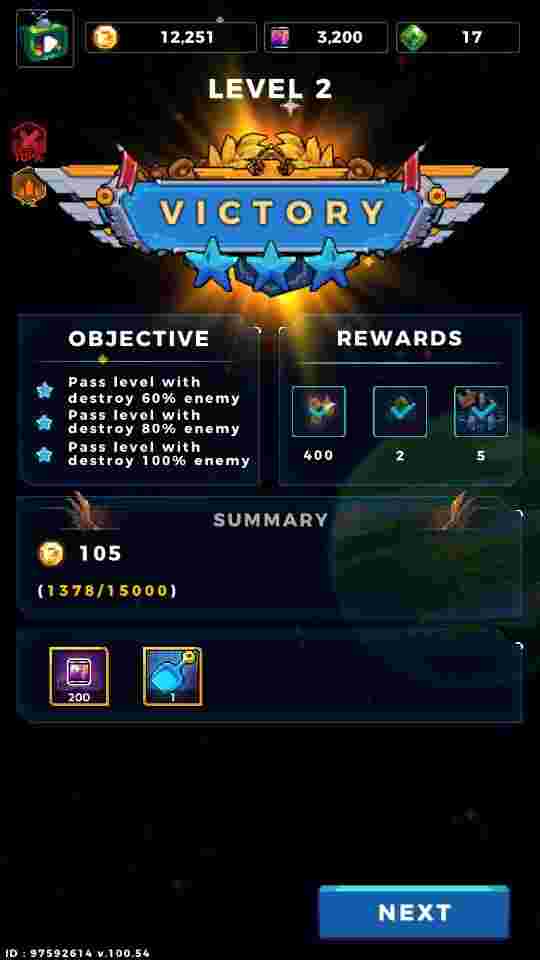 12,251
3,200
17
LEVEL 2
VICTORY
OBJECTIVE
Pass level with
destroy 60% enemy
Pass level with
destroy 80% enemy
Pass level with
destroy 100% enemy
REWARDS
400
2
5
SUMMARY
105
(1378/15000)
200
1
NEXT
ID : 97592614 v.100.54